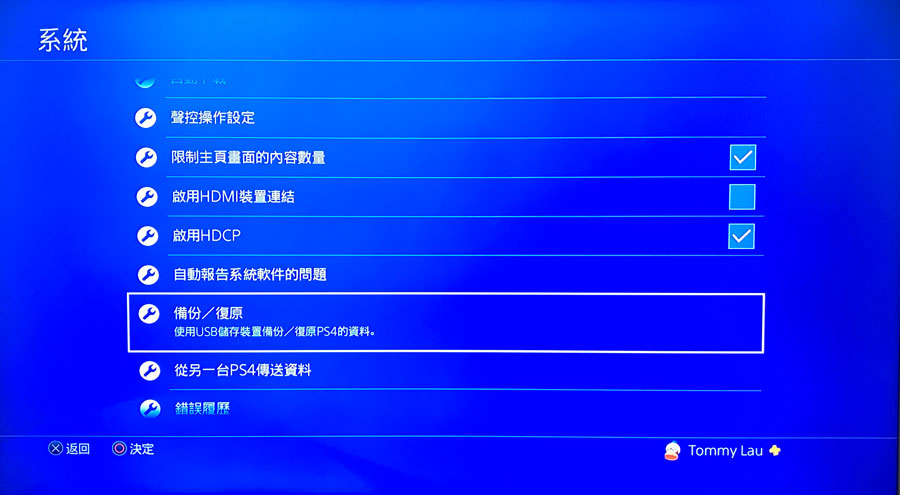 系統
自動下載
聲控操作設定
限制主頁畫面的內容數量
啟用HDMI裝置連結
啟用HDCP
自動報告系統軟件的問題
備份／復原
使用USB儲存裝置備份／復原PS4的資料。
從另一台PS4傳送資料
錯誤履歷
返回 決定
Tommy Lau